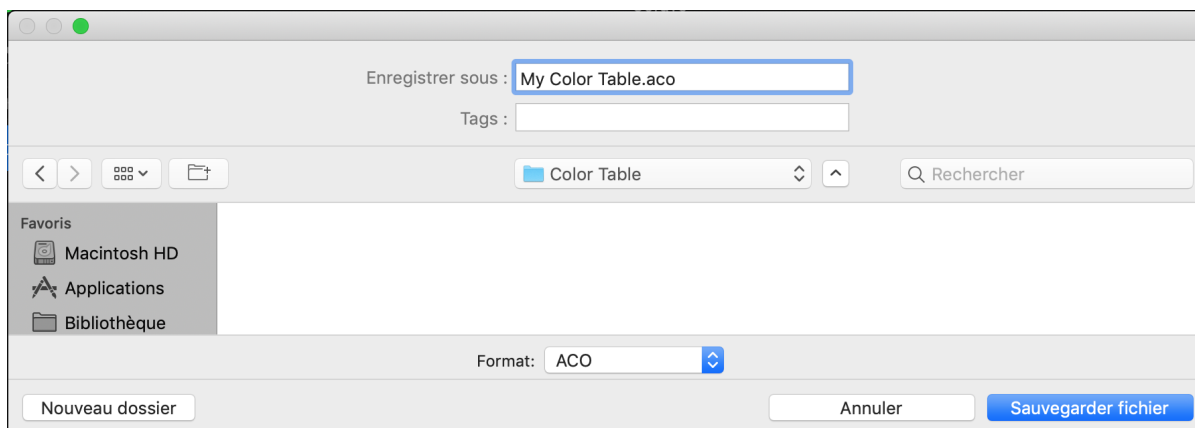 Enregistrer sous : My Color Table.aco
Tags :
Color Table
Rechercher
Favoris
Macintosh HD
Applications
Bibliothèque
Format: ACO
Nouveau dossier
Annuler
Sauvegarder fichier